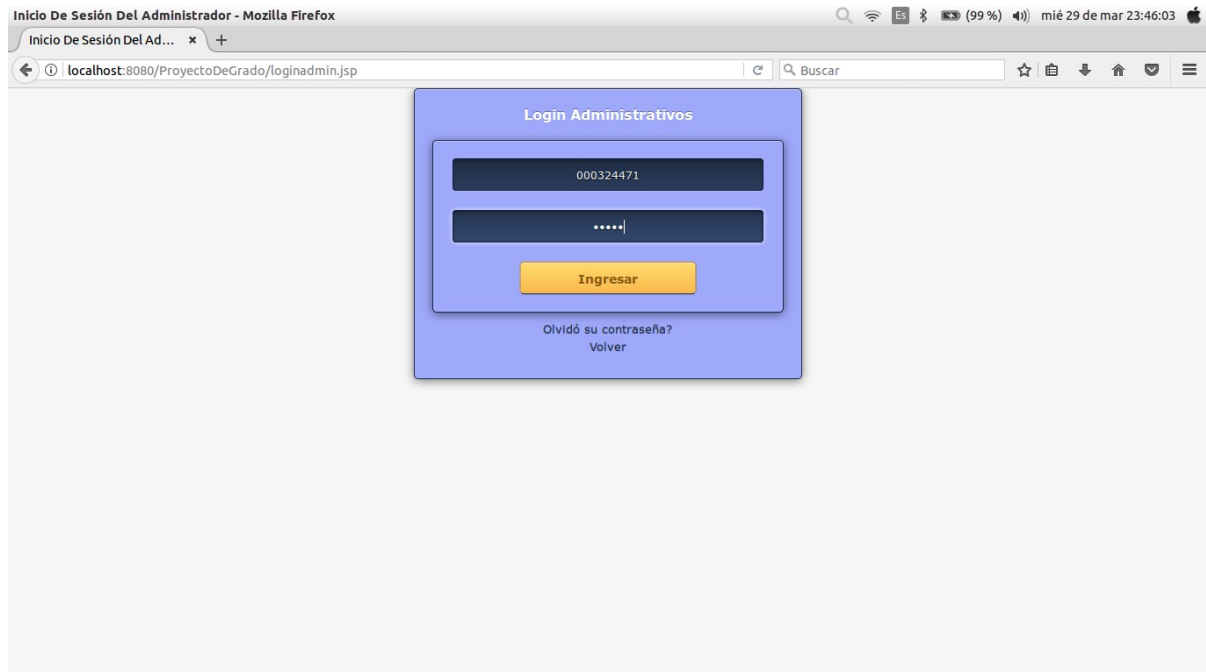 Inicio De Sesión Del Administrador - Mozilla Firefox
Es (99 %) mié 29 de mar 23:46:03
Inicio De Sesión Del Ad... × +
localhost:8080/ProyectoDeGrado/loginadmin.jsp
Buscar
Login Administrativos
000324471
•••••
Ingresar
Olvidó su contraseña?
Volver